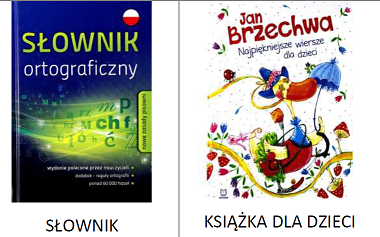 SŁOWNIK
ortograficzny
nowe zasady pisowni
wydanie polecane przez nauczycieli
dodatek - reguły ortografii
ponad 60 000 haseł
Jan
Brzechwa
Najpiękniejsze wiersze
dla dzieci
SŁOWNIK
KSIĄŻKA DLA DZIECI